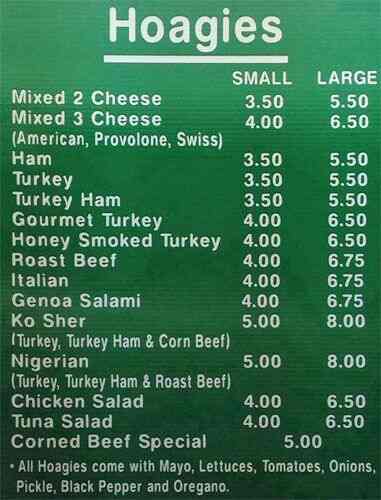 Hoagies
SMALL LARGE
Mixed 2 Cheese 3.50 5.50
Mixed 3 Cheese 4.00 6.50
(American, Provolone, Swiss)
Ham 3.50 5.50
Turkey 3.50 5.50
Turkey Ham 3.50 5.50
Gourmet Turkey 4.00 6.50
Honey Smoked Turkey 4.00 6.50
Roast Beef 4.00 6.75
Italian 4.00 6.75
Genoa Salami 4.00 6.75
Ko Sher 5.00 8.00
(Turkey, Turkey Ham & Corn Beef)
Nigerian 5.00 8.00
(Turkey, Turkey Ham & Roast Beef)
Chicken Salad 4.00 6.50
Tuna Salad 4.00 6.50
Corned Beef Special 5.00
• All Hoagies come with Mayo, Lettuces, Tomatoes, Onions,
Pickle, Black Pepper and Oregano.